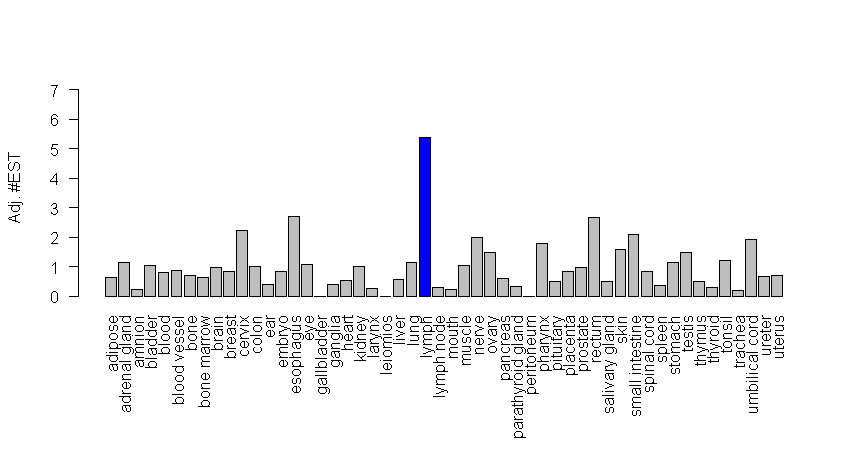 7
6
5
4
3
2
1
0
Adj. #EST
adipose
adrenal gland
amnion
bladder
blood
blood vessel
bone
bone marrow
brain
breast
cervix
colon
ear
embryo
esophagus
eye
gallbladder
ganglia
heart
kidney
larynx
leiomios
liver
lung
lymph
lymph node
mouth
muscle
nerve
ovary
pancreas
parathyroid gland
peritoneum
pharynx
pituitary
placenta
prostate
rectum
salivary gland
skin
small intestine
spinal cord
spleen
stomach
testis
thymus
thyroid
tonsil
trachea
umbilical cord
ureter
uterus